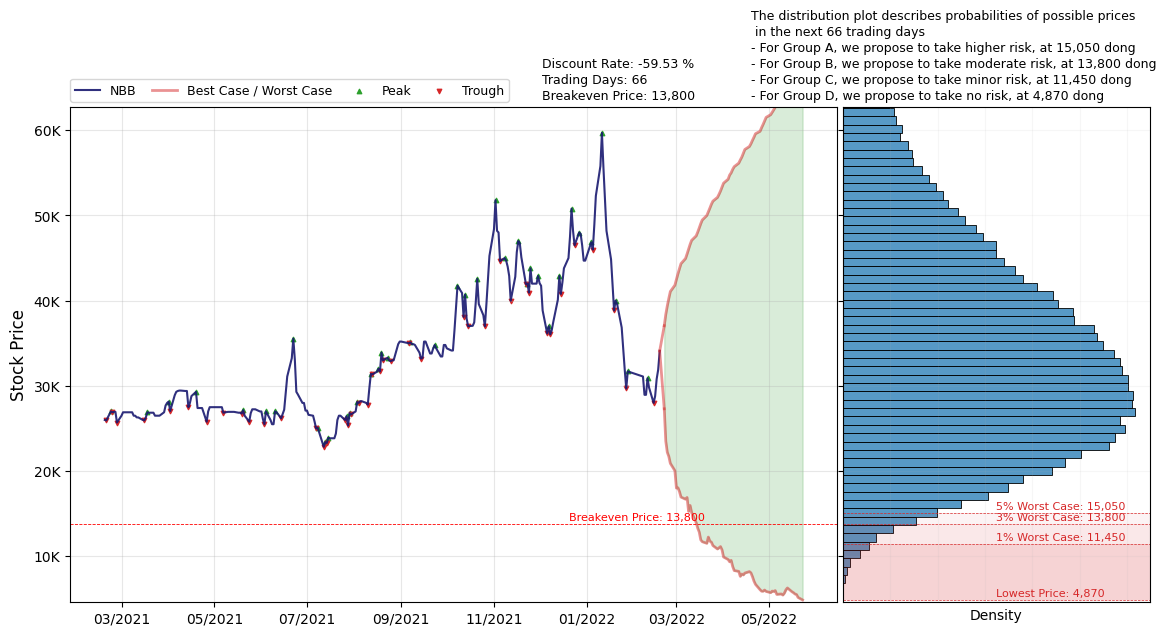 The distribution plot describes probabilities of possible prices
in the next 66 trading days
- For Group A, we propose to take higher risk, at 15,050 dong
- For Group B, we propose to take moderate risk, at 13,800 dong
- For Group C, we propose to take minor risk, at 11,450 dong
- For Group D, we propose to take no risk, at 4,870 dong
Discount Rate: -59.53 %
Trading Days: 66
Breakeven Price: 13,800
NBB
Best Case / Worst Case
Peak
Trough
Stock Price
60K
50K
40K
30K
20K
10K
Breakeven Price: 13,800
03/2021
05/2021
07/2021
09/2021
11/2021
01/2022
03/2022
05/2022
5% Worst Case: 15,050
3% Worst Case: 13,800
1% Worst Case: 11,450
Lowest Price: 4,870
Density